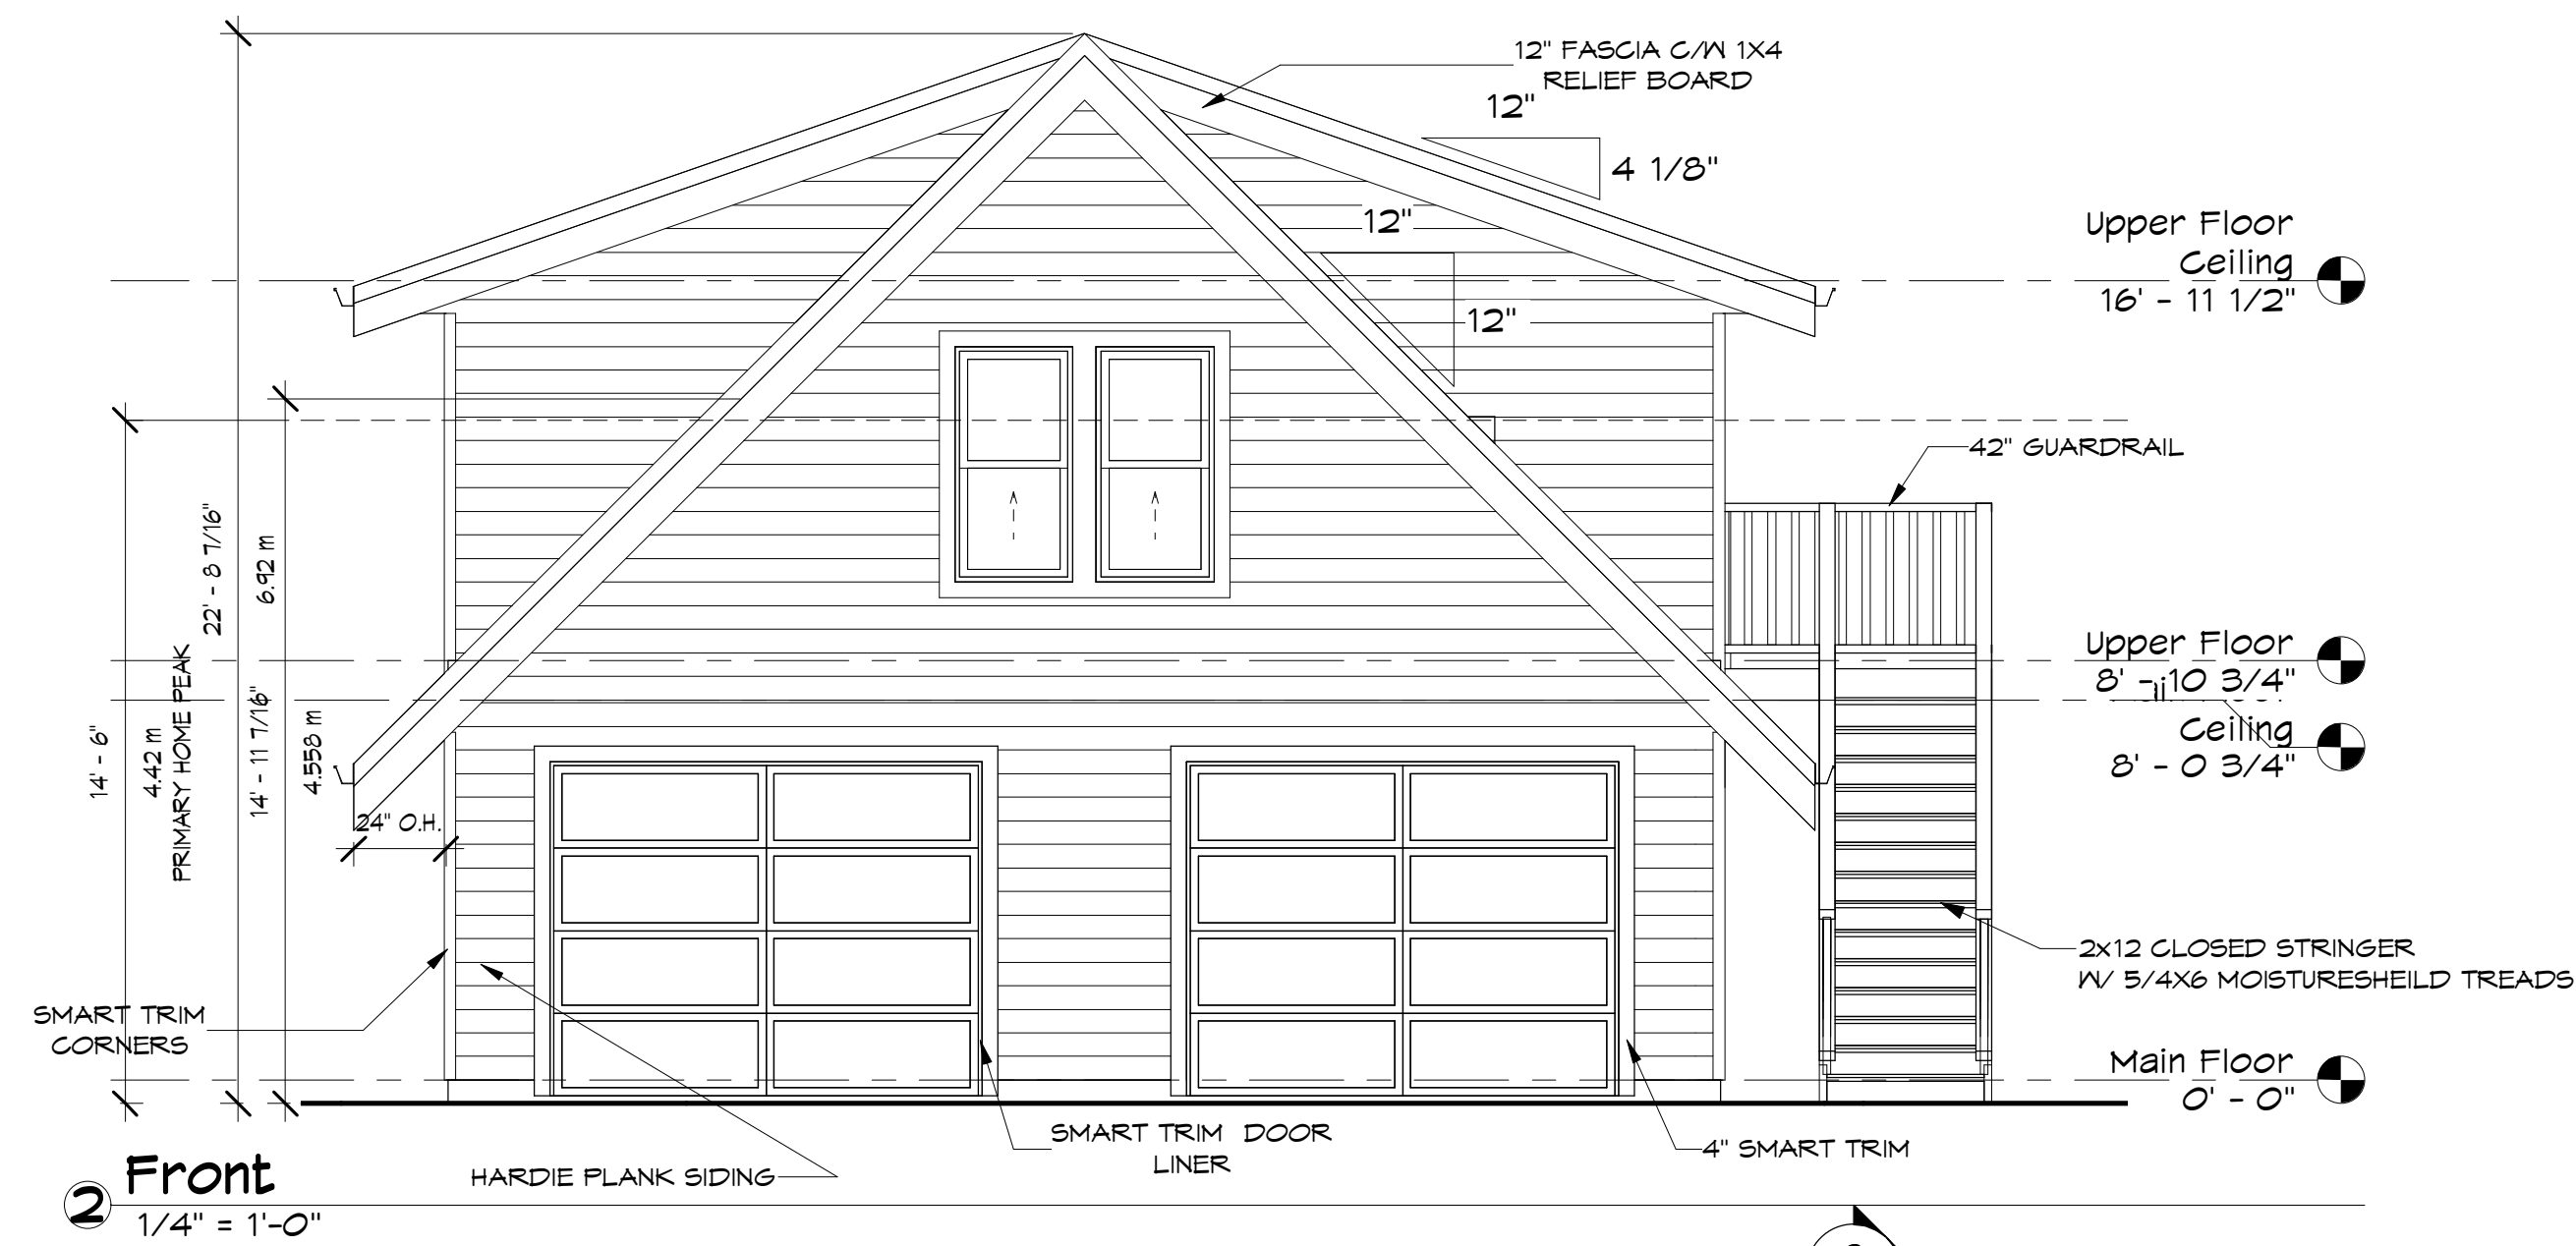 12" FASCIA C/W 1X4
RELIEF BOARD
12"
4 1/8"
12"
12"
Upper Floor
Ceiling
16' - 11 1/2"
42" GUARDRAIL
Upper Floor
8' - 10 3/4"
Ceiling
8' - 0 3/4"
14' - 6"
4.42 m
PRIMARY HOME PEAK
22' - 8 7/16"
6.92 m
14' - 11 7/16"
4.558 m
24" O.H.
2x12 CLOSED STRINGER
W/ 5/4X6 MOISTURESHEILD TREADS
SMART TRIM
CORNERS
Main Floor
0' - 0"
SMART TRIM DOOR
LINER
4" SMART TRIM
HARDIE PLANK SIDING
2
Front
1/4" = 1'-0"